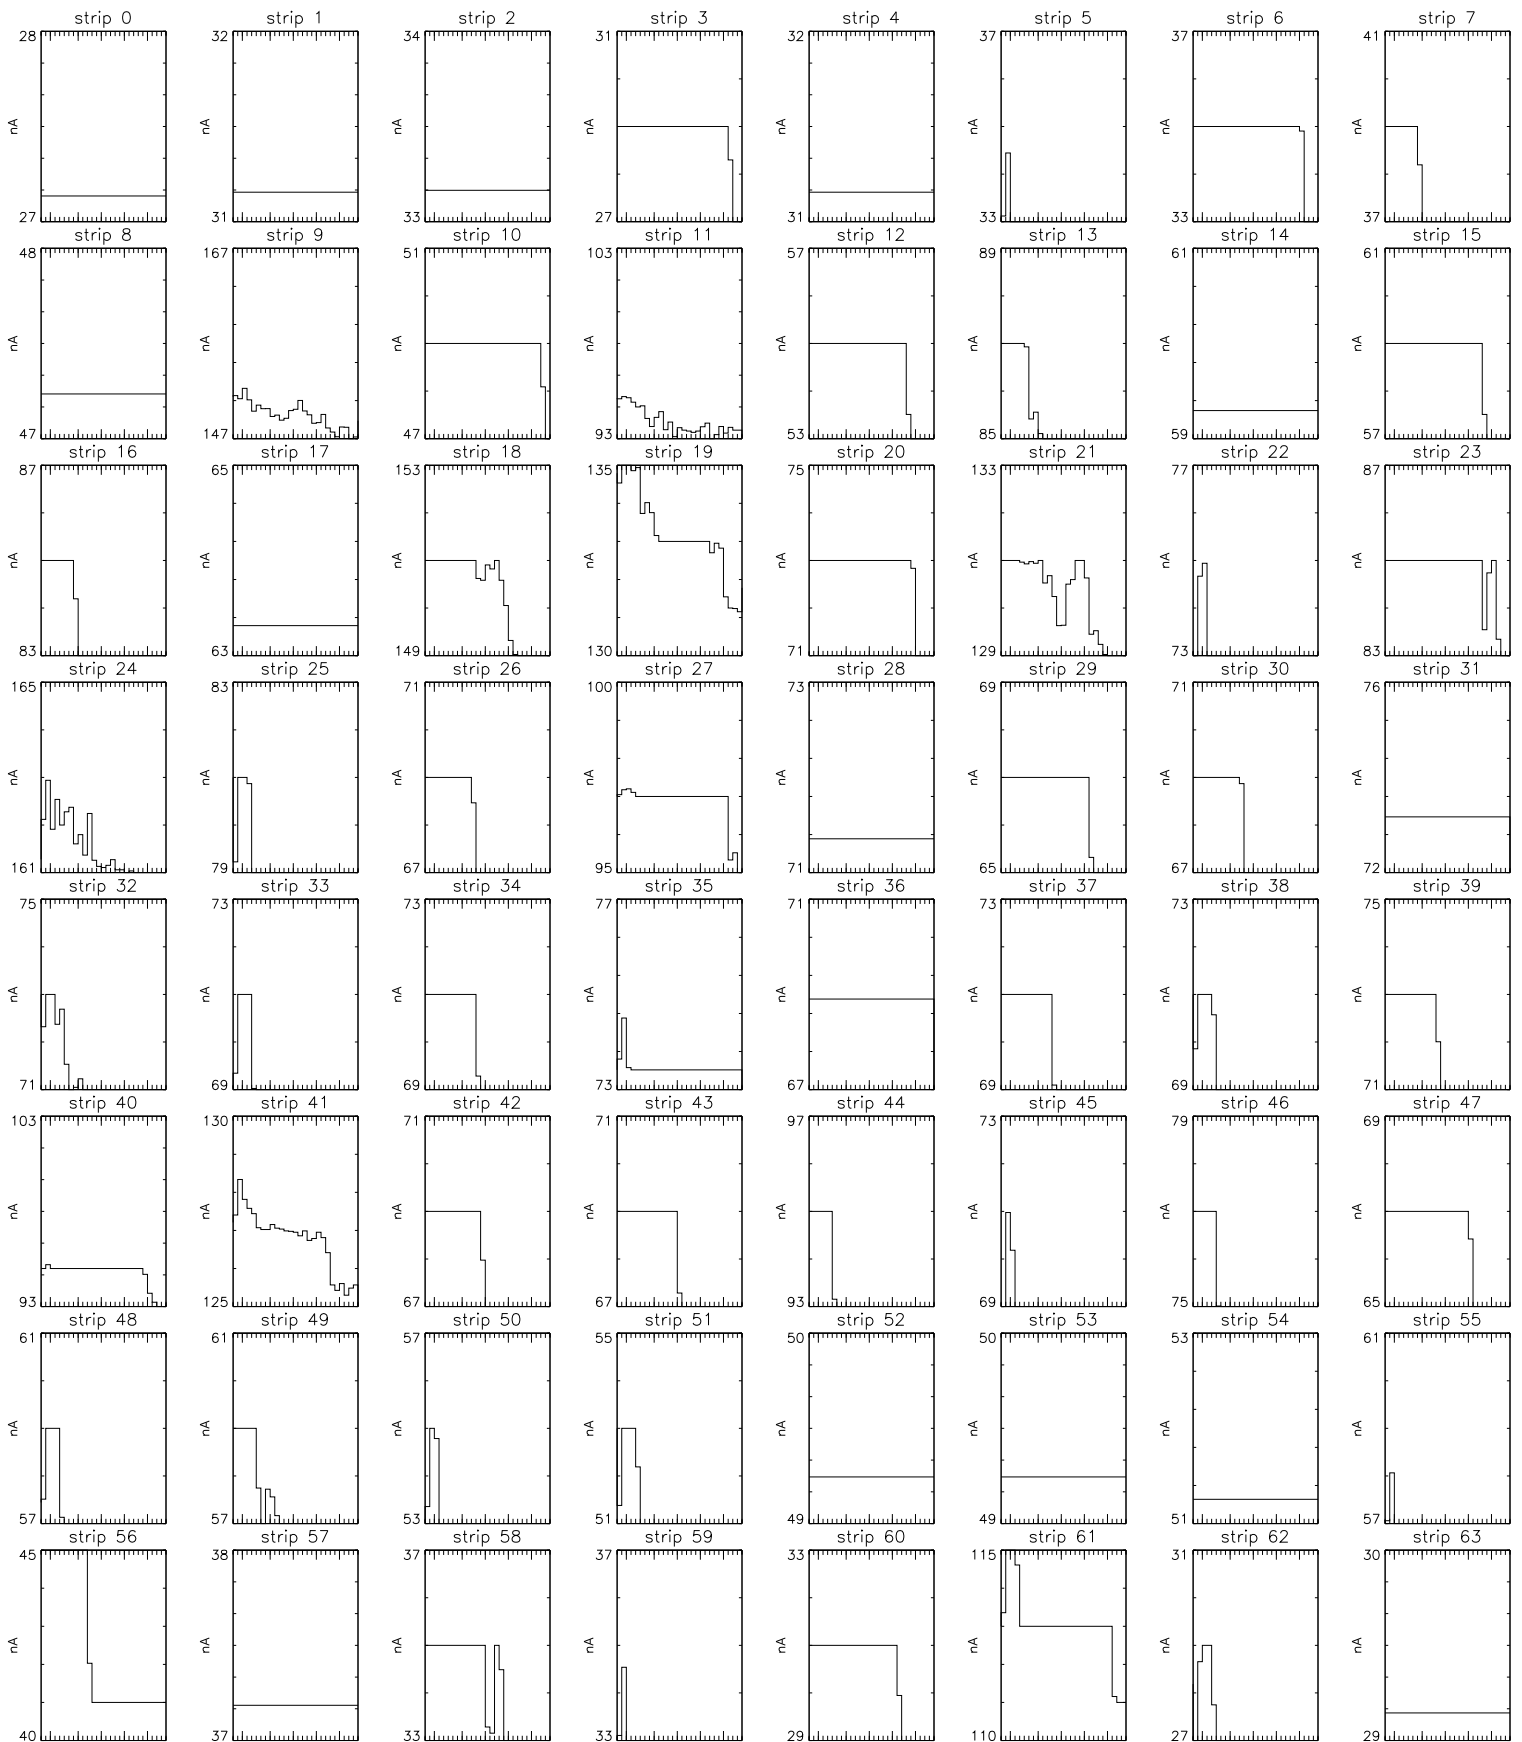 strip 0 strip 1 strip 2 strip 3 strip 4 strip 5 strip 6 strip 7
28 32 34 31 32 37 37 41
nA nA nA nA nA nA nA nA
27 31 33 27 31 33 33 37
strip 8 strip 9 strip 10 strip 11 strip 12 strip 13 strip 14 strip 15
48 167 51 103 57 89 61 61
nA nA nA nA nA nA nA nA
47 147 47 93 53 85 59 57
strip 16 strip 17 strip 18 strip 19 strip 20 strip 21 strip 22 strip 23
87 65 153 135 75 133 77 87
nA nA nA nA nA nA nA nA
83 63 149 130 71 129 73 83
strip 24 strip 25 strip 26 strip 27 strip 28 strip 29 strip 30 strip 31
165 83 71 100 73 69 71 76
nA nA nA nA nA nA nA nA
161 79 67 95 71 65 67 72
strip 32 strip 33 strip 34 strip 35 strip 36 strip 37 strip 38 strip 39
75 73 73 77 71 73 73 75
nA nA nA nA nA nA nA nA
71 69 69 73 67 69 69 71
strip 40 strip 41 strip 42 strip 43 strip 44 strip 45 strip 46 strip 47
103 130 71 71 97 73 79 69
nA nA nA nA nA nA nA nA
93 125 67 67 93 69 75 65
strip 48 strip 49 strip 50 strip 51 strip 52 strip 53 strip 54 strip 55
61 61 57 55 50 50 53 61
nA nA nA nA nA nA nA nA
57 57 53 51 49 49 51 57
strip 56 strip 57 strip 58 strip 59 strip 60 strip 61 strip 62 strip 63
45 38 37 37 33 115 31 30
nA nA nA nA nA nA nA nA
40 37 33 33 29 110 27 29